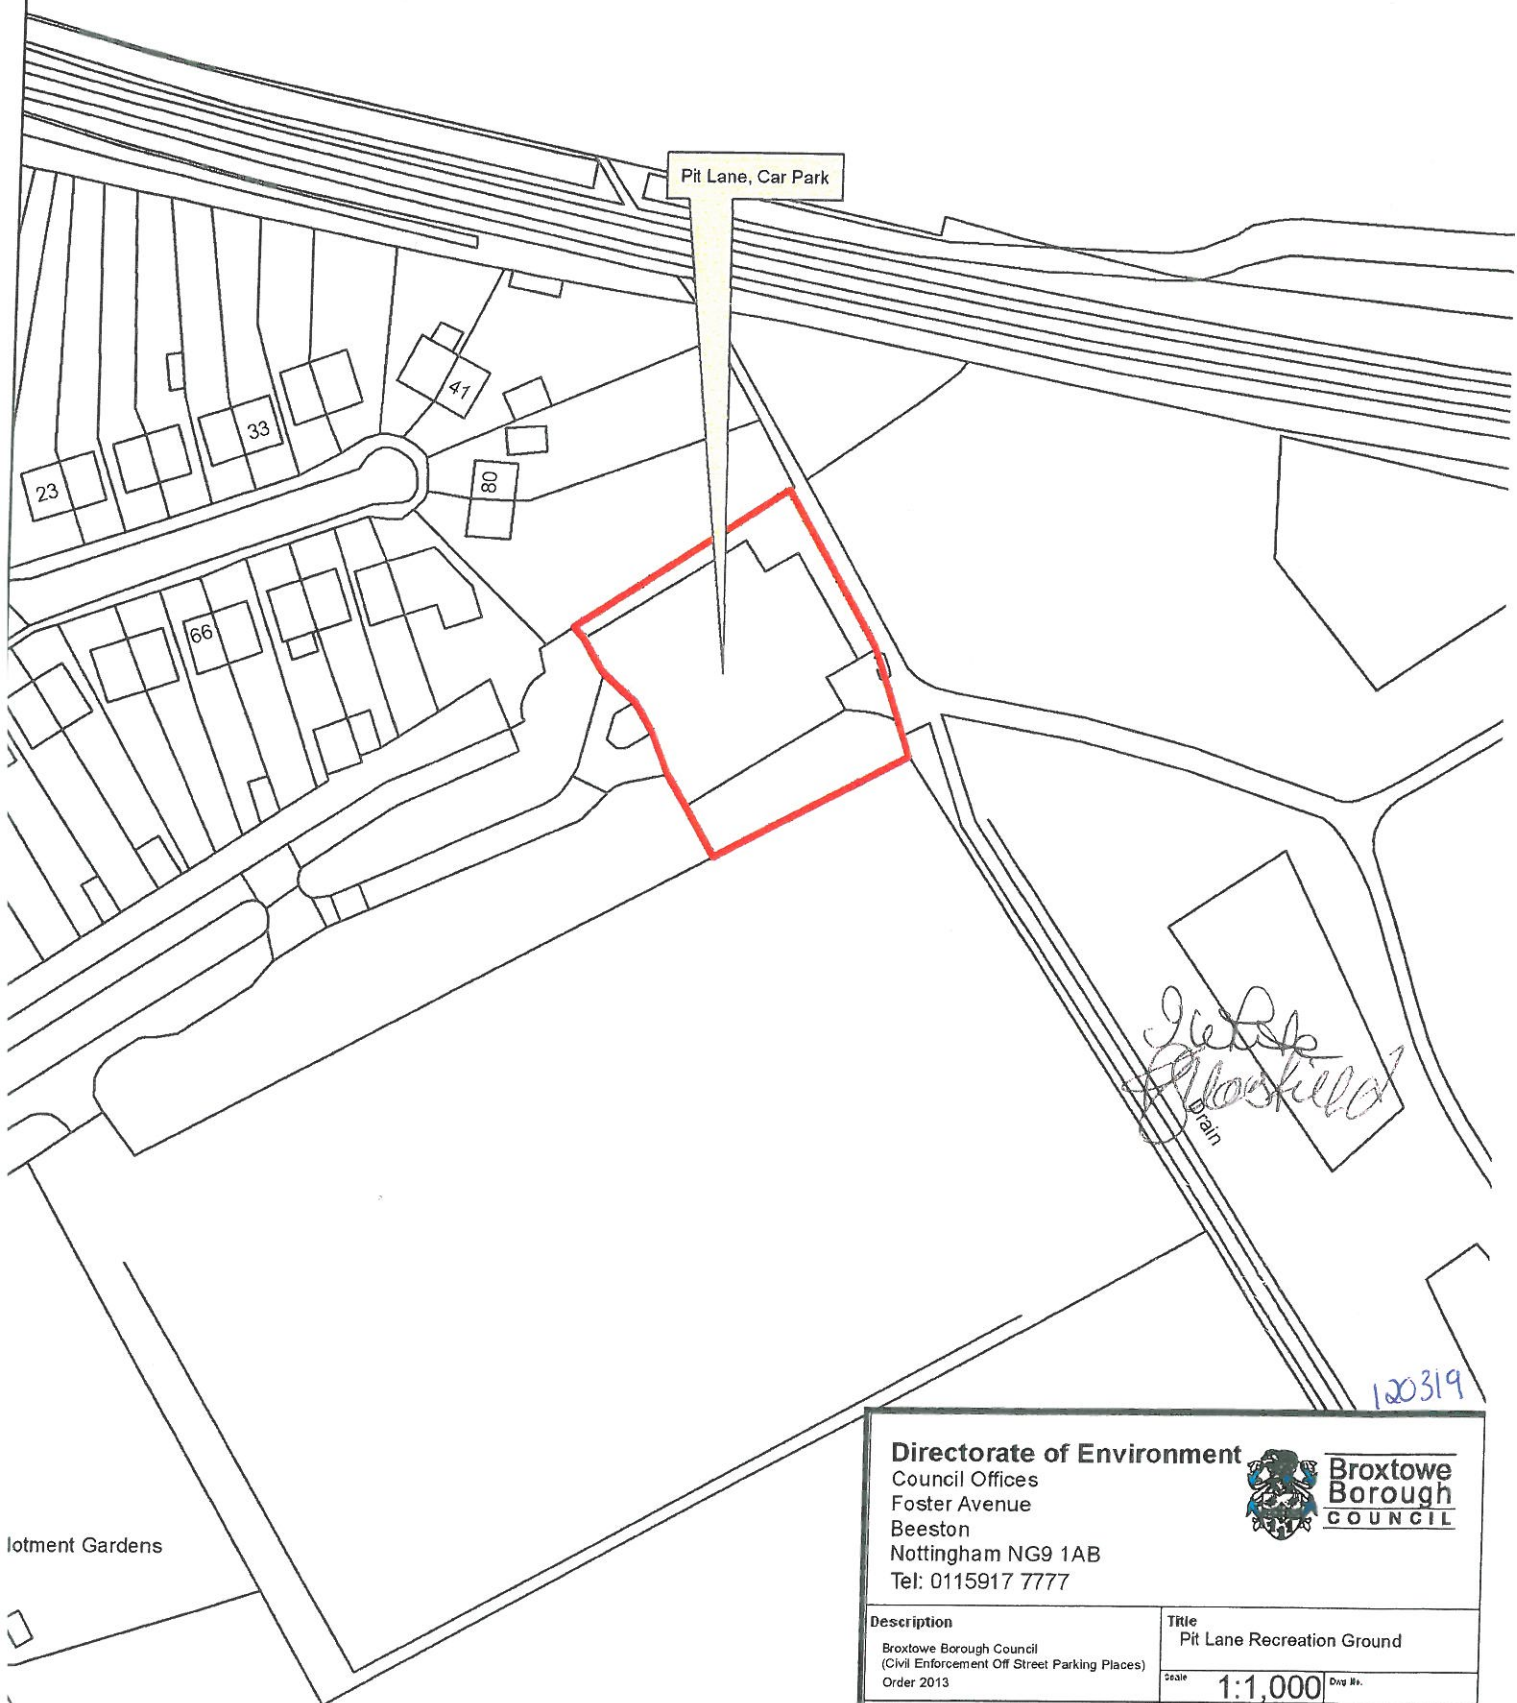 Pit Lane, Car Park
41
33
80
23
66
Drain
120319
Directorate of Environment
Council Offices
Foster Avenue
Beeston
Nottingham NG9 1AB
Tel: 0115917 7777
Broxtowe
Borough
COUNCIL
lotment Gardens
Description
Broxtowe Borough Council
(Civil Enforcement Off Street Parking Places)
Order 2013
Title
Pit Lane Recreation Ground
Scale
1:1,000
Dwg No.